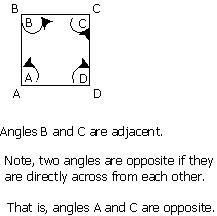 B C
B C
A D
A D
Angles B and C are adjacent.
Note, two angles are opposite if they
are directly across from each other.
That is, angles A and C are opposite.